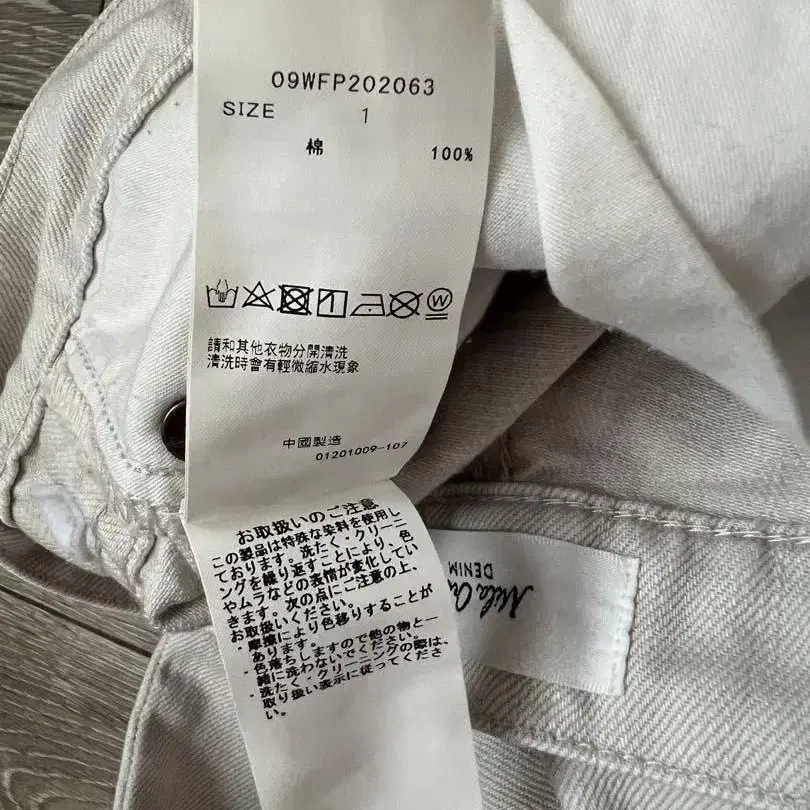 09WFP202063
SIZE 1
棉 100%
W
請和其他衣物分開清洗
清洗時會有輕微縮水現象
中國製造
01201009-107
お取扱いのご注意
この製品は特殊な染料を使用し
ております。洗たく・クリーニ
ングを繰り返すことにより、色
やムラなどの表情が変化してい
きます。次の点にご注意の上、
お取扱いください。
・摩擦により色移りすることが
あります。
・色落ちしますので他の物と一
緒に洗わないでください。
・洗たく・クリーニングの際は、
取り扱い表示に従ってくださ
い。
Mila
DENIM